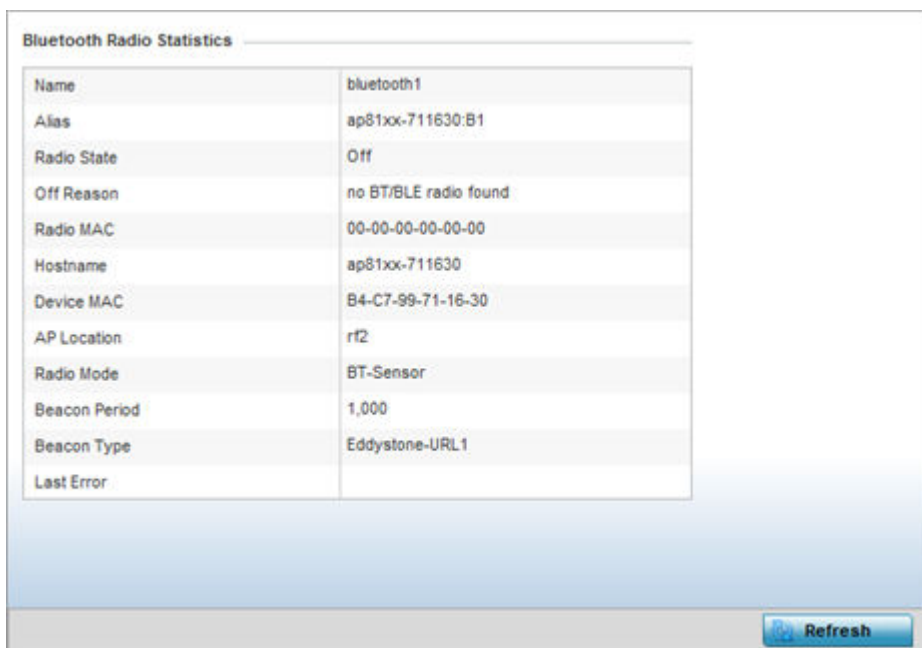 Bluetooth Radio Statistics
Name bluetooth1
Alias ap81xx-711630:B1
Radio State Off
Off Reason no BT/BLE radio found
Radio MAC 00-00-00-00-00-00
Hostname ap81xx-711630
Device MAC B4-C7-99-71-16-30
AP Location rf2
Radio Mode BT-Sensor
Beacon Period 1,000
Beacon Type Eddystone-URL1
Last Error
Refresh